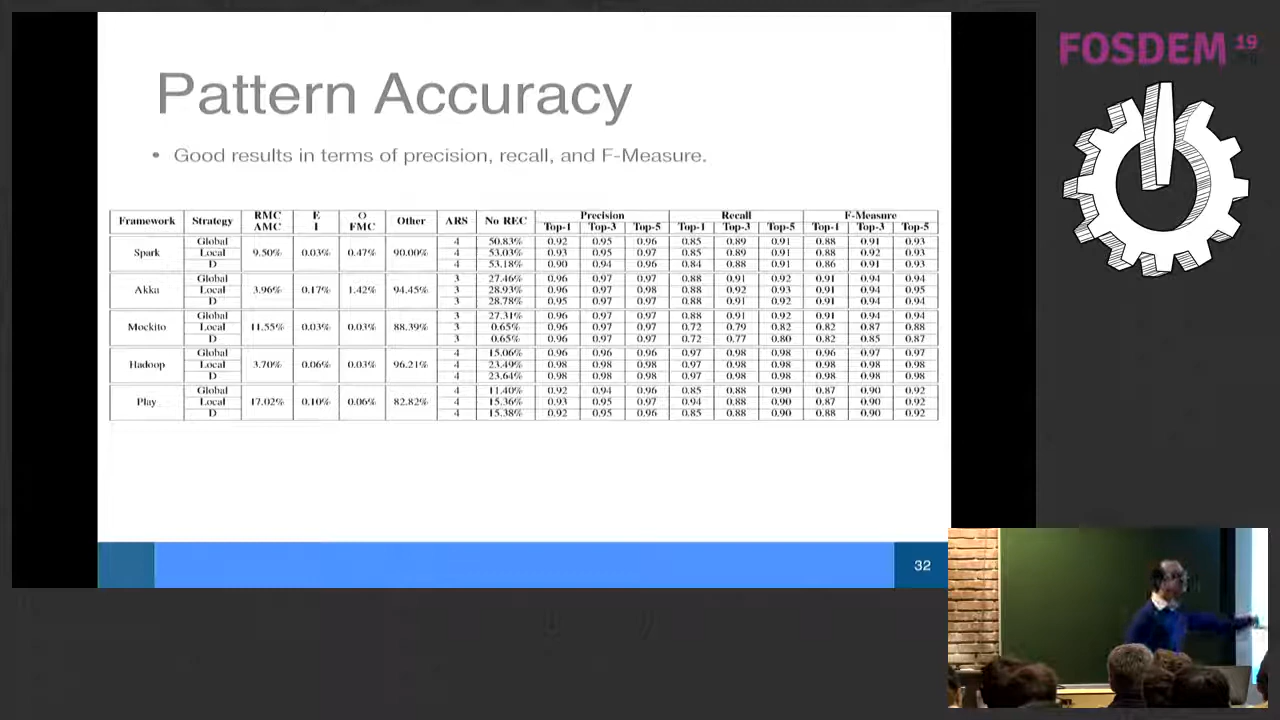 FOSDEM 19
Pattern Accuracy
• Good results in terms of precision, recall, and F-Measure.
Framework Strategy RMC AMC E I O FMC Other ARS No REC Precision Recall F-Measure
Top-1 Top-3 Top-5 Top-1 Top-3 Top-5 Top-1 Top-3 Top-5
Spark 9.50% 0.03% 0.47% 90.00%
Global 4 50.83% 0.92 0.95 0.96 0.85 0.89 0.91 0.88 0.91 0.93
Local 4 53.03% 0.93 0.95 0.97 0.85 0.89 0.91 0.88 0.92 0.93
D 4 53.18% 0.90 0.94 0.96 0.84 0.88 0.91 0.86 0.91 0.93
Akka 3.96% 0.17% 1.42% 94.45%
Global 3 27.46% 0.96 0.97 0.97 0.88 0.91 0.92 0.91 0.94 0.94
Local 3 28.93% 0.96 0.97 0.98 0.88 0.92 0.93 0.91 0.94 0.95
D 3 28.78% 0.95 0.97 0.97 0.88 0.91 0.92 0.91 0.94 0.94
Mockito 11.55% 0.03% 0.03% 88.39%
Global 3 27.31% 0.96 0.97 0.97 0.88 0.91 0.92 0.91 0.94 0.94
Local 3 0.65% 0.96 0.97 0.97 0.72 0.79 0.82 0.82 0.87 0.88
D 3 0.65% 0.96 0.97 0.97 0.72 0.77 0.80 0.82 0.85 0.87
Hadoop 3.70% 0.06% 0.03% 96.21%
Global 4 15.06% 0.96 0.96 0.96 0.97 0.98 0.98 0.96 0.97 0.97
Local 4 23.49% 0.98 0.98 0.98 0.97 0.98 0.98 0.98 0.98 0.98
D 4 23.64% 0.98 0.98 0.98 0.97 0.98 0.98 0.98 0.98 0.98
Play 17.02% 0.10% 0.06% 82.82%
Global 4 11.40% 0.92 0.94 0.96 0.85 0.88 0.90 0.87 0.90 0.92
Local 4 15.36% 0.93 0.95 0.97 0.94 0.88 0.90 0.87 0.90 0.92
D 4 15.38% 0.92 0.95 0.96 0.85 0.88 0.90 0.88 0.90 0.92
32